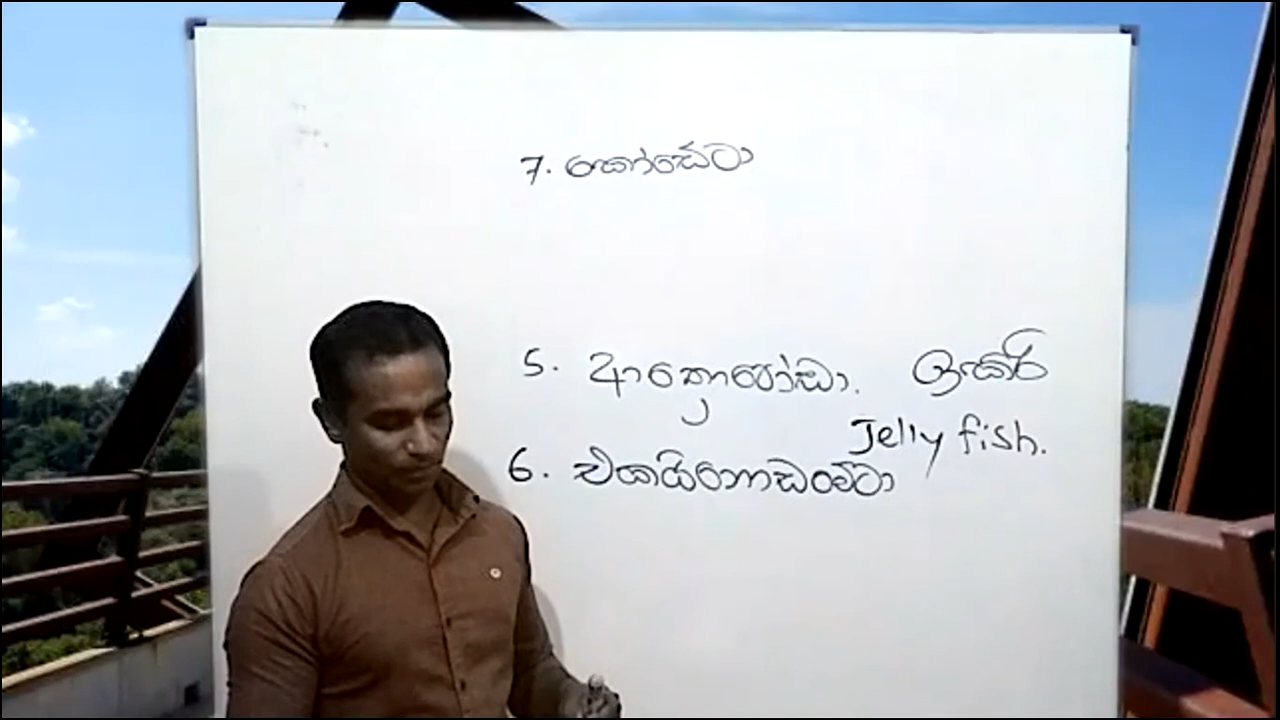 7. කෝඩේටා
5. ආත්‍රොපෝඩා. ඉස්කිරි
Jelly fish.
6. එකයිනොඩර්මේටා